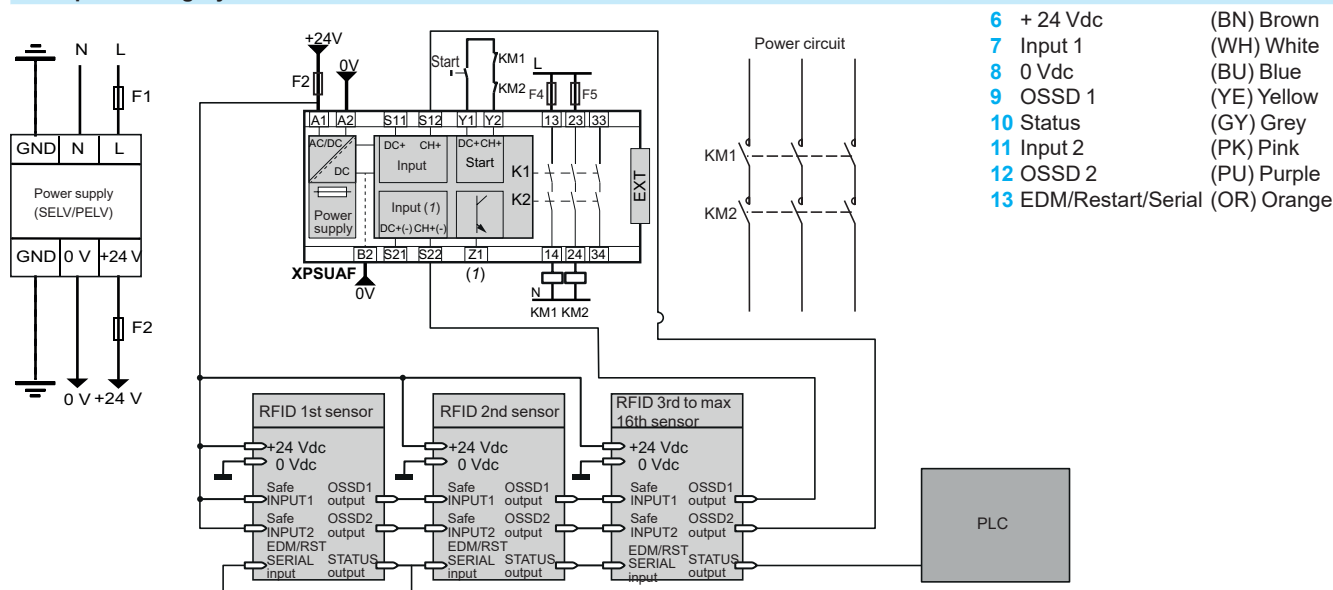 6 + 24 Vdc (BN) Brown
7 Input 1 (WH) White
8 0 Vdc (BU) Blue
9 OSSD 1 (YE) Yellow
10 Status (GY) Grey
11 Input 2 (PK) Pink
12 OSSD 2 (PU) Purple
13 EDM/Restart/Serial (OR) Orange
N L
F1
GND N L
Power supply
(SELV/PELV)
GND 0 V +24 V
F2
0 V +24 V
+24V
0V
F2
Start
KM1
KM2
L
F4 F5
A1 A2 S11 S12 Y1 Y2 13 23 33
AC/DC
DC
Power
supply
DC+ CH+
Input
DC+CH+
Start
Input (1)
DC+(-) CH+(-)
K1
K2
EXT
B2 S21 S22 Z1 14 24 34
XPSUAF
0V
(1)
N
KM1 KM2
Power circuit
KM1
KM2
RFID 1st sensor
+24 Vdc
0 Vdc
Safe OSSD1
INPUT1 output
Safe OSSD2
INPUT2 output
EDM/RST
SERIAL STATUS
input output
RFID 2nd sensor
+24 Vdc
0 Vdc
Safe OSSD1
INPUT1 output
Safe OSSD2
INPUT2 output
EDM/RST
SERIAL STATUS
input output
RFID 3rd to max
16th sensor
+24 Vdc
0 Vdc
Safe OSSD1
INPUT1 output
Safe OSSD2
INPUT2 output
EDM/RST
SERIAL STATUS
input output
PLC